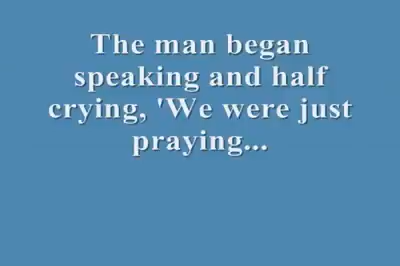 The man began
speaking and half
crying, 'We were just
praying...